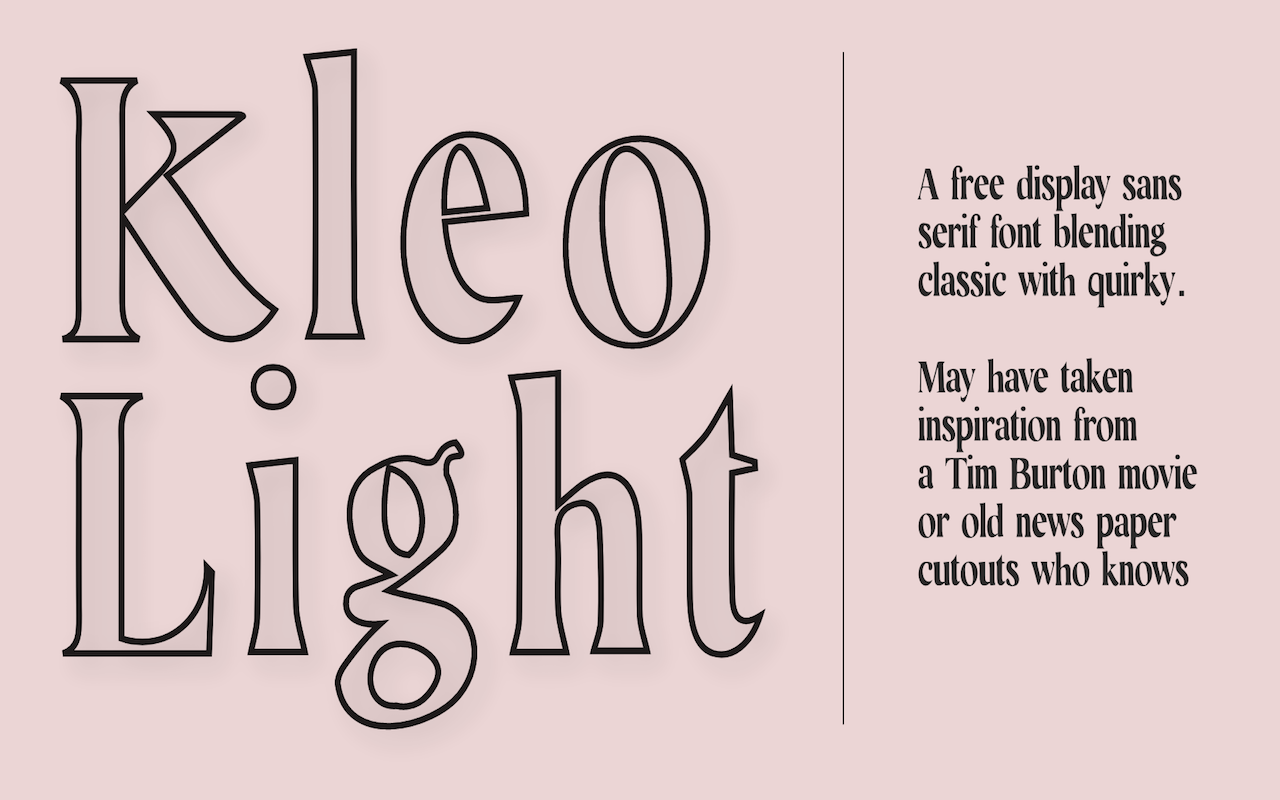 Kleo
Light
A free display sans
serif font blending
classic with quirky.
May have taken
inspiration from
a Tim Burton movie
or old news paper
cutouts who knows